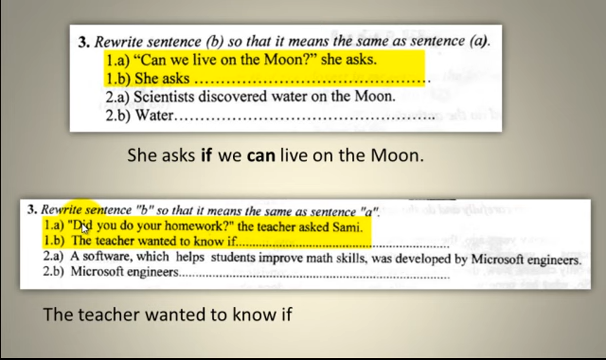 3. Rewrite sentence (b) so that it means the same as sentence (a).
1.a) “Can we live on the Moon?” she asks.
1.b) She asks ................................................
2.a) Scientists discovered water on the Moon.
2.b) Water....................................................
She asks if we can live on the Moon.
3. Rewrite sentence "b" so that it means the same as sentence "a".
1.a) "Did you do your homework?" the teacher asked Sami.
1.b) The teacher wanted to know if......................................................
2.a) A software, which helps students improve math skills, was developed by Microsoft engineers.
2.b) Microsoft engineers......................................................................
The teacher wanted to know if